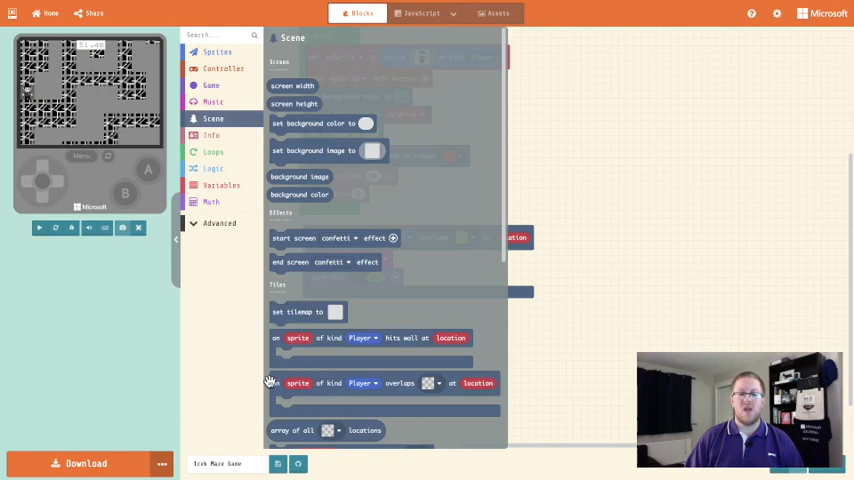 Home Share Blocks JavaScript Assets Microsoft
Search...
Scene
Sprites
Controller
Game
Music
Scene
Info
Loops
Logic
Variables
Math
Advanced
Screen
screen width
screen height
set background color to
set background image to
background image
background color
Effects
start screen confetti effect
end screen confetti effect
Tiles
set tilemap to
on sprite of kind Player hits wall at location
on sprite of kind Player overlaps at location
array of all locations
Menu
A
B
Microsoft
Download
Trek Maze Game